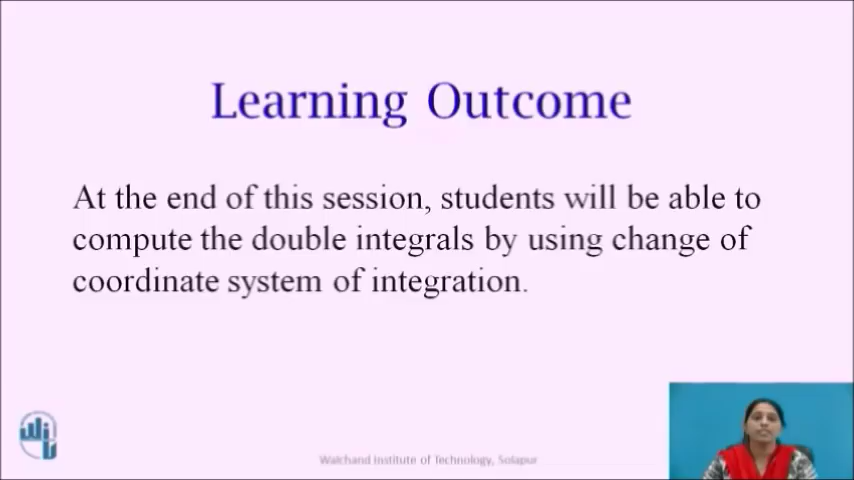 Learning Outcome
At the end of this session, students will be able to
compute the double integrals by using change of
coordinate system of integration.
Walchand Institute of Technology, Solapur